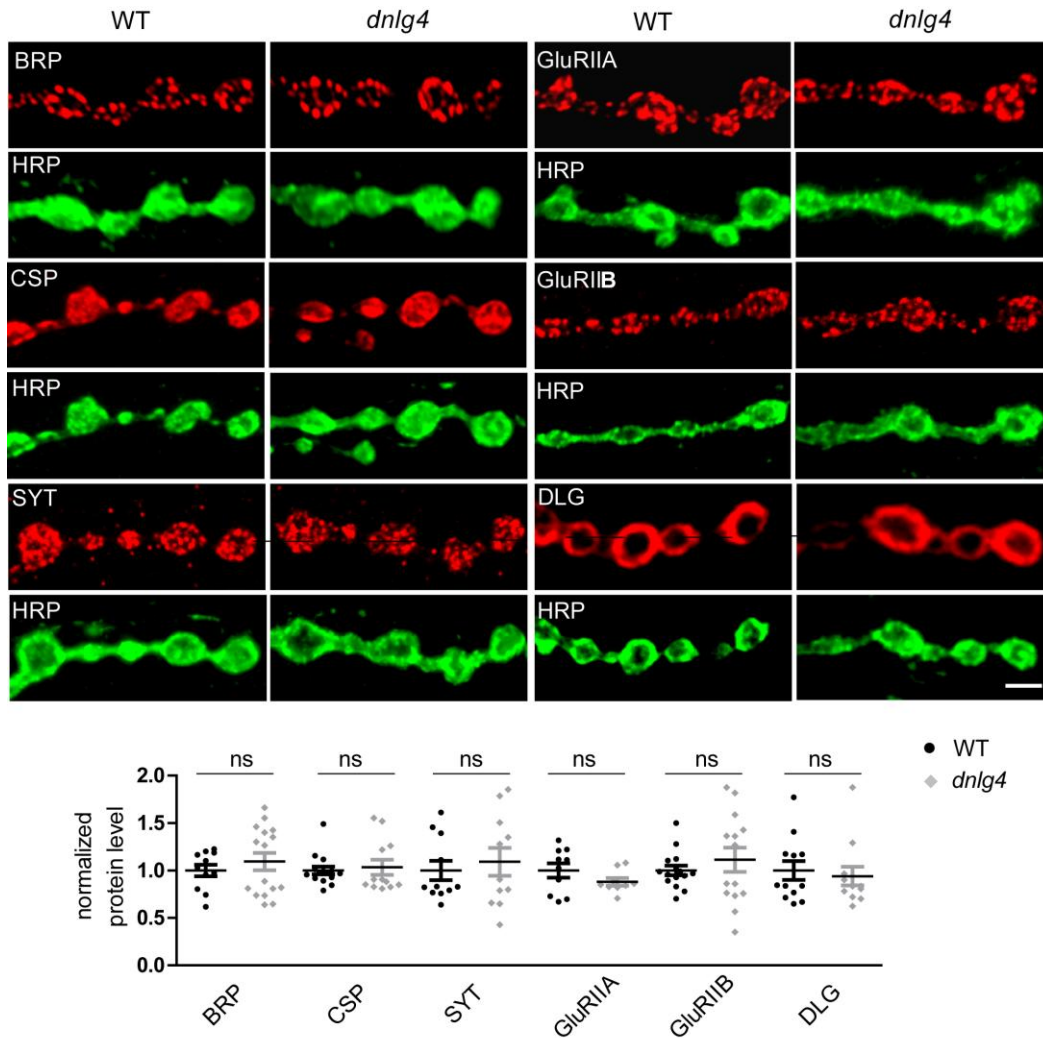 WT dnlg4 WT dnlg4
BRP GluRIIA
HRP HRP
CSP GluRIIB
HRP HRP
SYT DLG
HRP HRP
WT
dnlg4
ns ns ns ns ns ns
normalized
protein level
2.0
1.5
1.0
0.5
0.0
BRP CSP SYT GluRIIA GluRIIB DLG